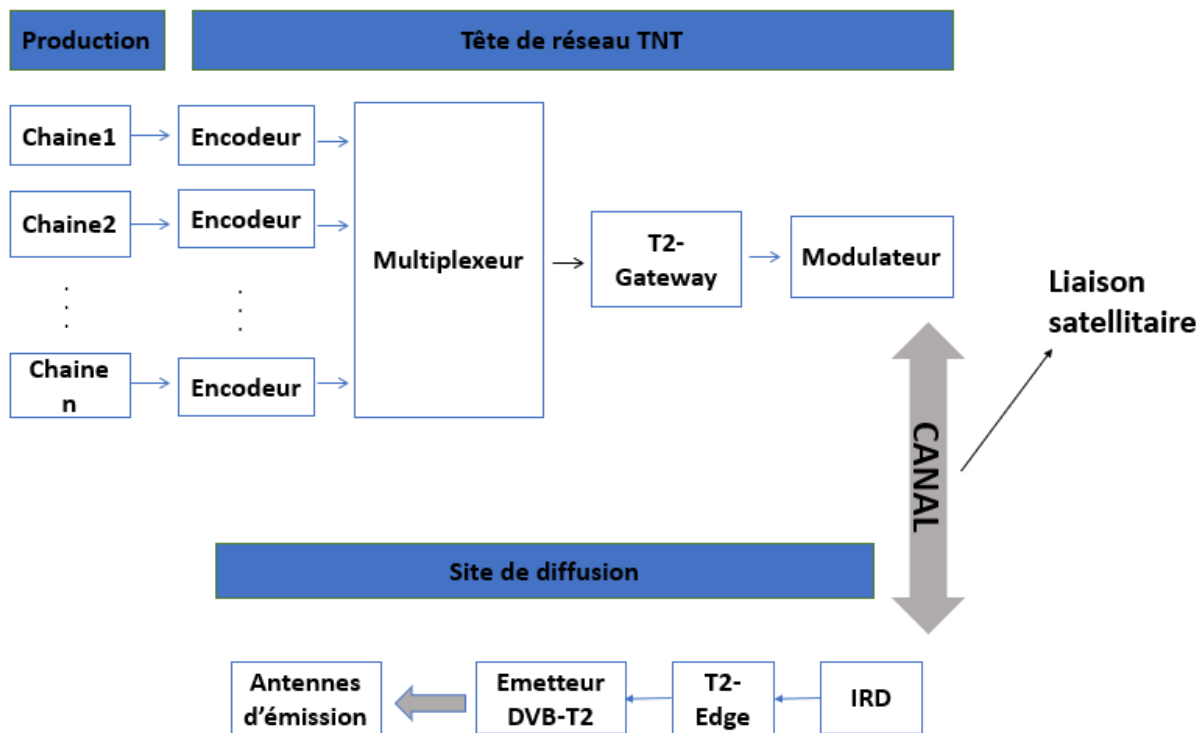 Production
Tête de réseau TNT
Chaine1
Encodeur
Chaine2
Encodeur
Multiplexeur
T2-
Gateway
Modulateur
Liaison
satellitaire
Chaine
n
Encodeur
CANAL
Site de diffusion
Antennes
d’émission
Emetteur
DVB-T2
T2-
Edge
IRD